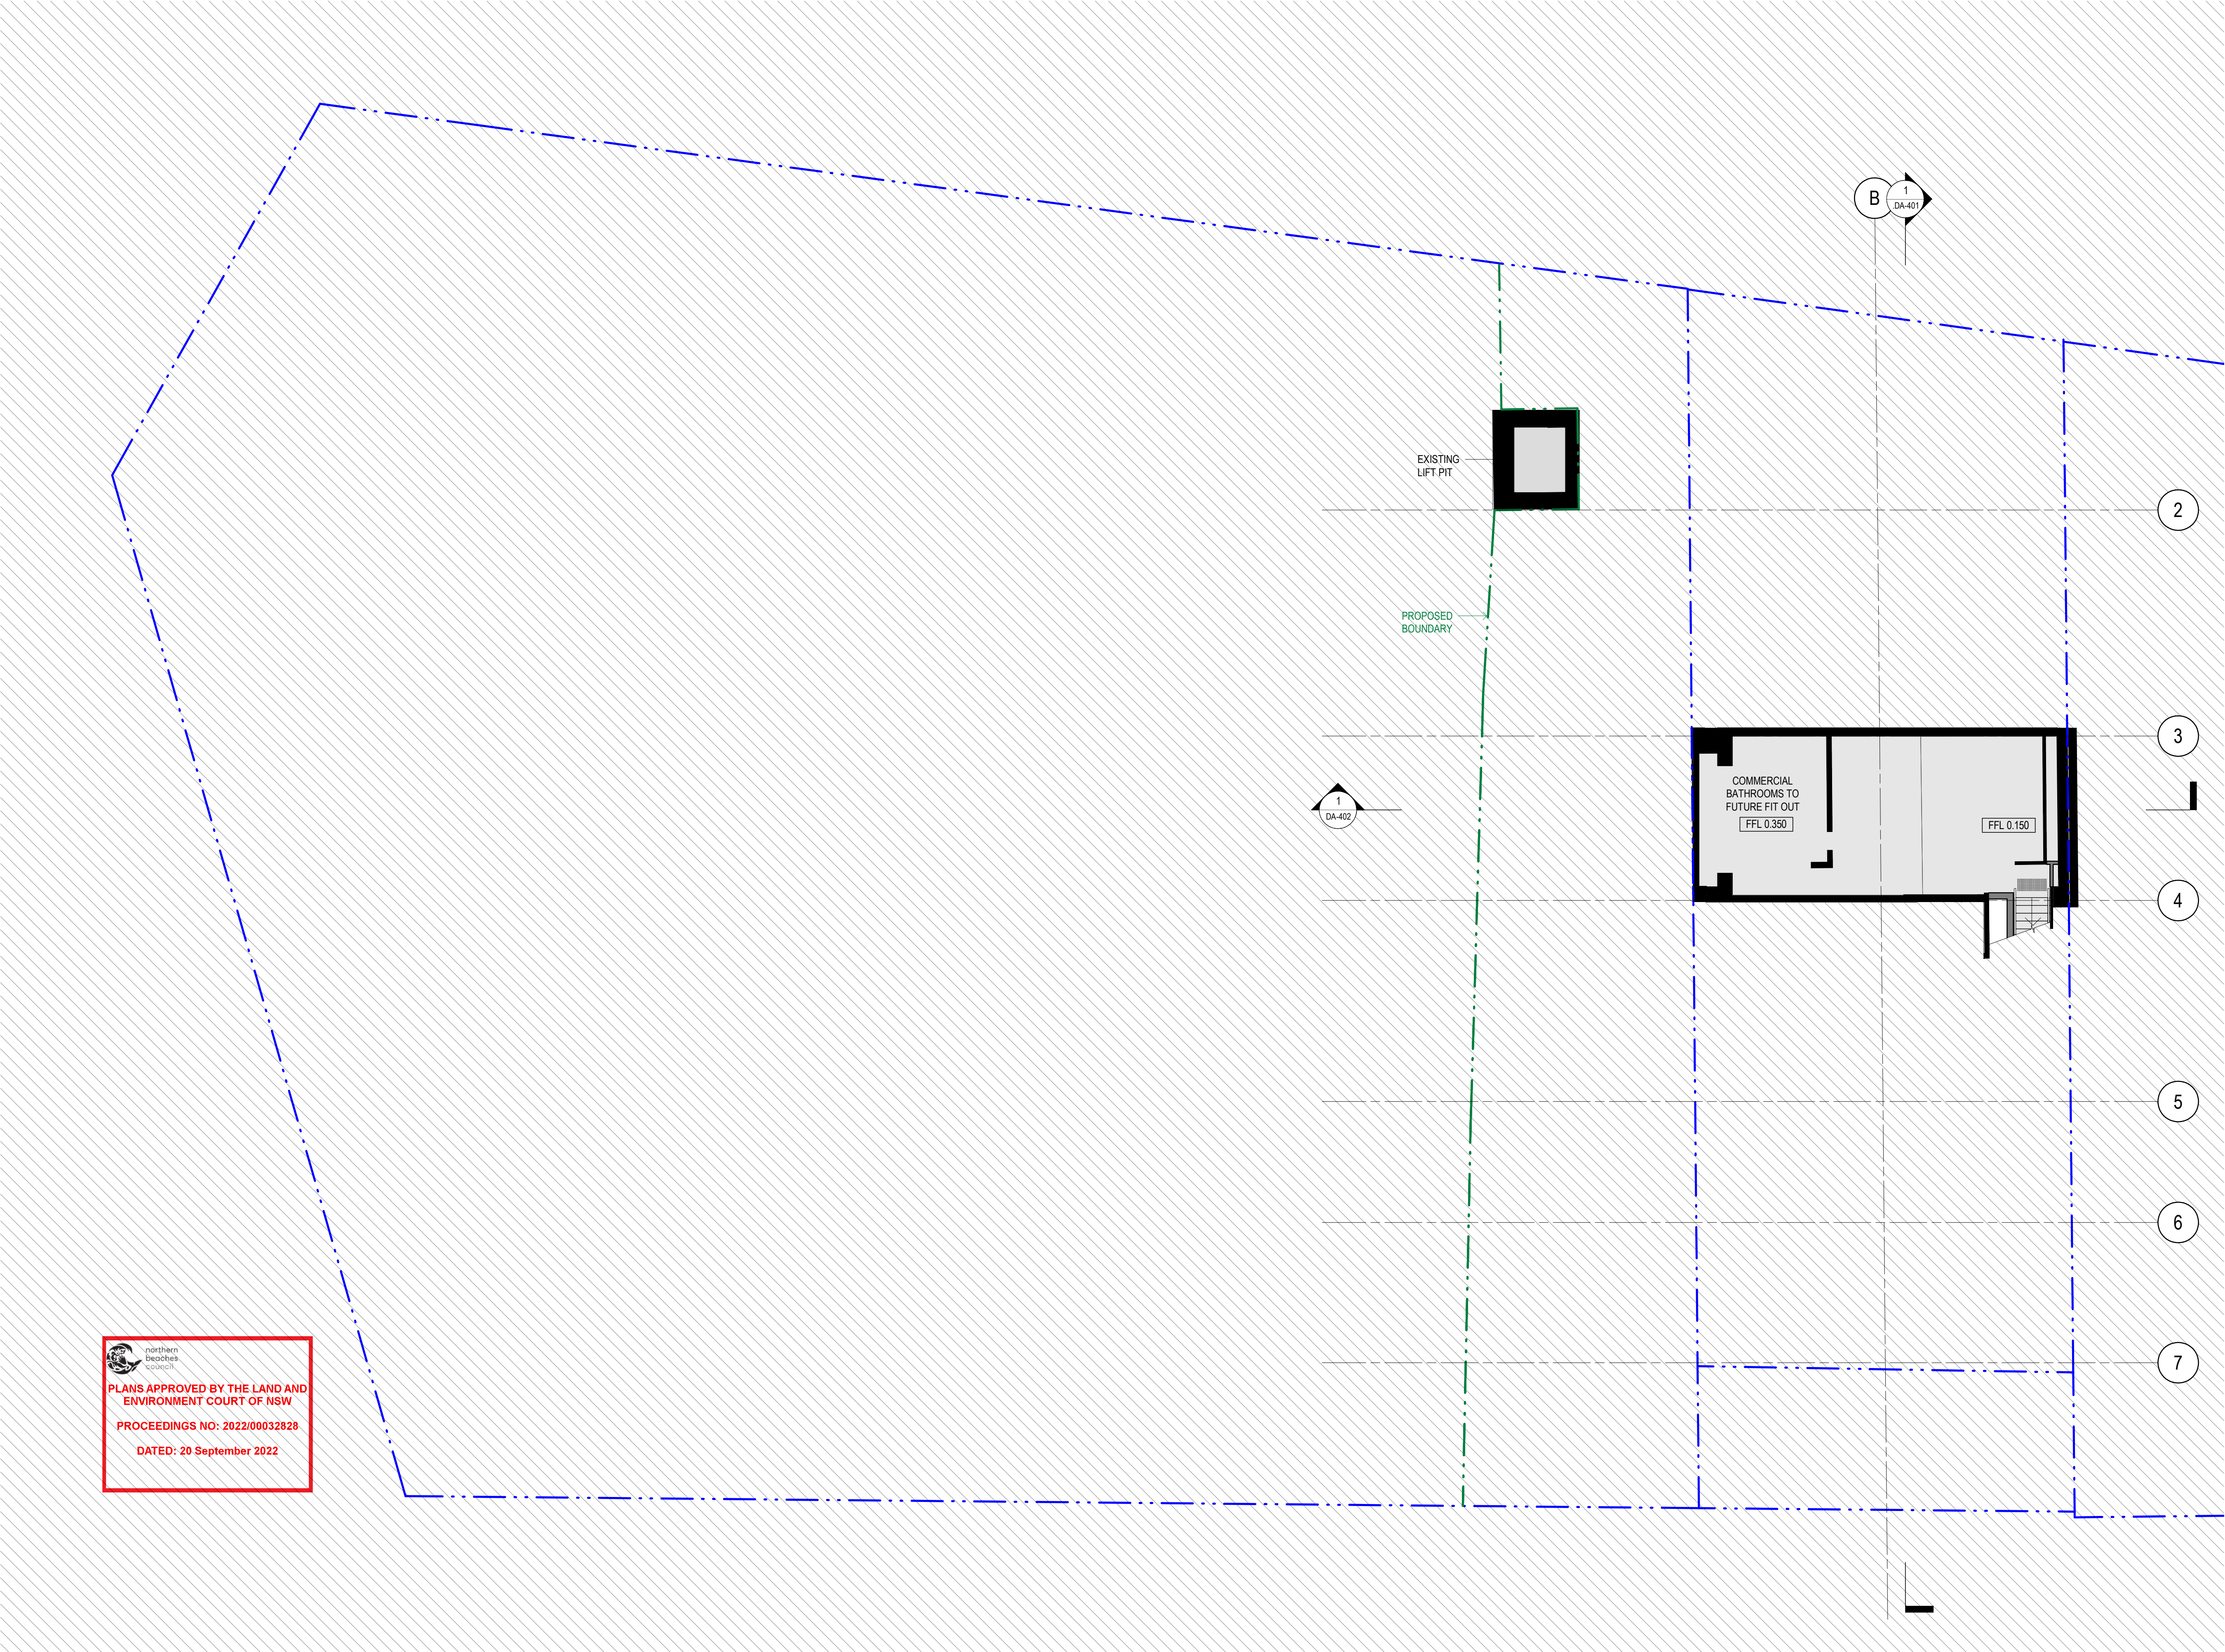 B
1
.DA-401
EXISTING
LIFT PIT
2
PROPOSED
BOUNDARY
3
COMMERCIAL
BATHROOMS TO
FUTURE FIT OUT
FFL 0.350
FFL 0.150
1
DA-402
4
5
6
7
northern
beaches
council
PLANS APPROVED BY THE LAND AND
ENVIRONMENT COURT OF NSW
PROCEEDINGS NO: 2022/00032828
DATED: 20 September 2022